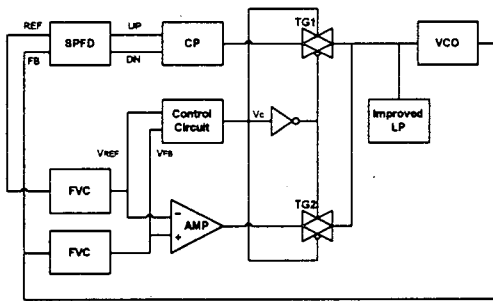 REF
UP
SPFD
CP
TG1
VCO
FB
DN
Improved
LP
Control
Circuit
Vc
VREF
VFB
FVC
TG2
−
AMP
+
FVC